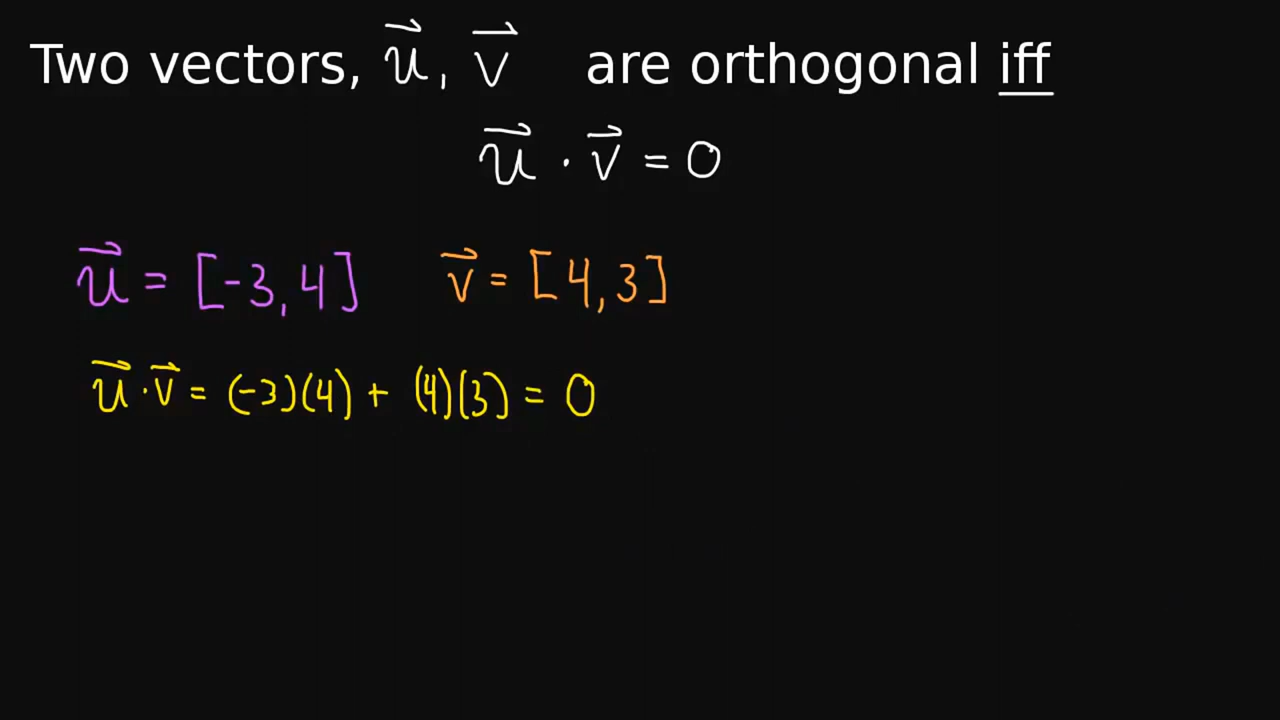 Two vectors, u⃗, v⃗ are orthogonal iff
u⃗ · v⃗ = 0
u⃗ = [-3, 4] v⃗ = [4, 3]
u⃗ · v⃗ = (-3)(4) + (4)(3) = 0